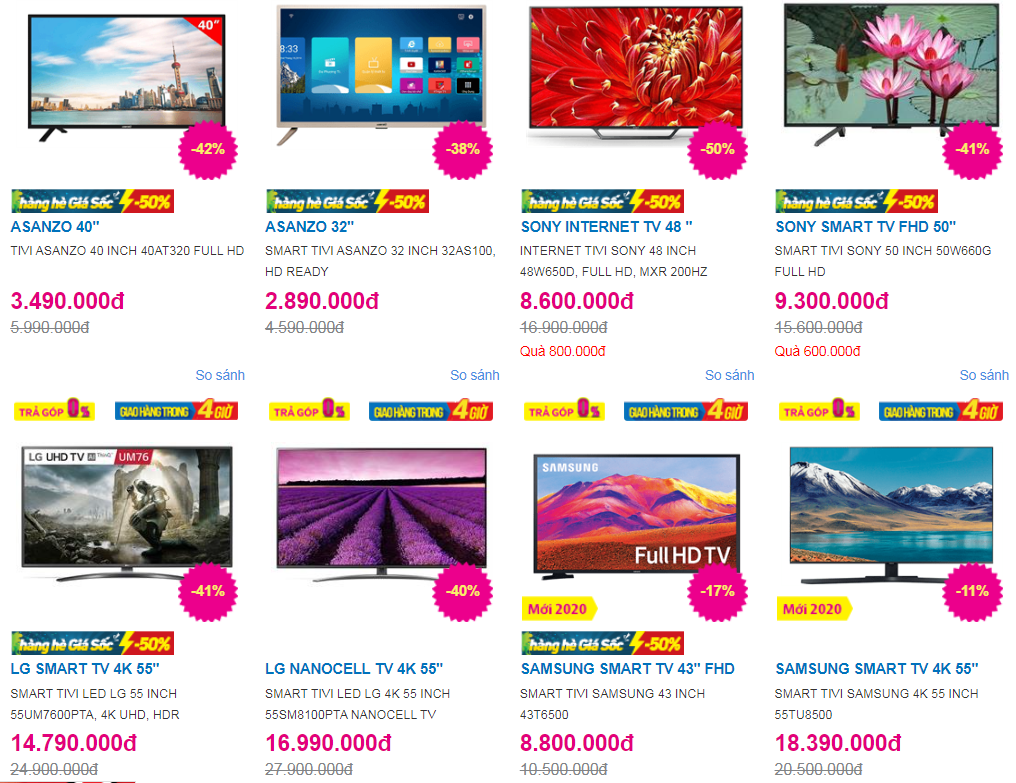 40"
-42%
-38%
-50%
-41%
hàng hè Giá Sốc -50%
hàng hè Giá Sốc -50%
hàng hè Giá Sốc -50%
hàng hè Giá Sốc -50%
ASANZO 40"
ASANZO 32"
SONY INTERNET TV 48 "
SONY SMART TV FHD 50"
TIVI ASANZO 40 INCH 40AT320 FULL HD
SMART TIVI ASANZO 32 INCH 32AS100,
HD READY
INTERNET TIVI SONY 48 INCH
48W650D, FULL HD, MXR 200HZ
SMART TIVI SONY 50 INCH 50W660G
FULL HD
3.490.000đ
2.890.000đ
8.600.000đ
9.300.000đ
5.990.000đ
4.590.000đ
16.900.000đ
15.600.000đ
Quà 800.000đ
Quà 600.000đ
So sánh
So sánh
So sánh
So sánh
TRẢ GÓP 0%
GIAO HÀNG TRONG 4 GIỜ
TRẢ GÓP 0%
GIAO HÀNG TRONG 4 GIỜ
TRẢ GÓP 0%
GIAO HÀNG TRONG 4 GIỜ
TRẢ GÓP 0%
GIAO HÀNG TRONG 4 GIỜ
LG UHD TV AI ThinQ UM76
SAMSUNG
Full HD TV
-41%
-40%
-17%
-11%
Mới 2020
Mới 2020
hàng hè Giá Sốc -50%
hàng hè Giá Sốc -50%
LG SMART TV 4K 55"
LG NANOCELL TV 4K 55"
SAMSUNG SMART TV 43" FHD
SAMSUNG SMART TV 4K 55"
SMART TIVI LED LG 55 INCH
55UM7600PTA, 4K UHD, HDR
SMART TIVI LED LG 4K 55 INCH
55SM8100PTA NANOCELL TV
SMART TIVI SAMSUNG 43 INCH
43T6500
SMART TIVI SAMSUNG 4K 55 INCH
55TU8500
14.790.000đ
16.990.000đ
8.800.000đ
18.390.000đ
24.900.000đ
27.900.000đ
10.500.000đ
20.500.000đ